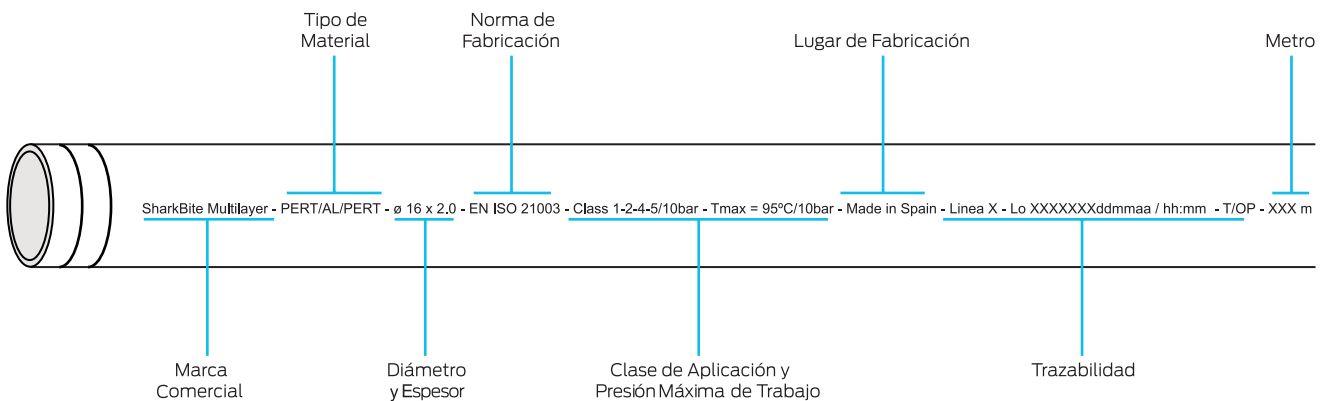 Tipo de
Material
Norma de
Fabricación
Lugar de Fabricación
Metro
SharkBite Multilayer - PERT/AL/PERT - ø 16 x 2.0 - EN ISO 21003 - Class 1-2-4-5/10bar - Tmax = 95ºC/10bar - Made in Spain - Linea X - Lo XXXXXXXddmmaa / hh:mm - T/OP - XXX m
Marca
Comercial
Diámetro
y Espesor
Clase de Aplicación y
Presión Máxima de Trabajo
Trazabilidad